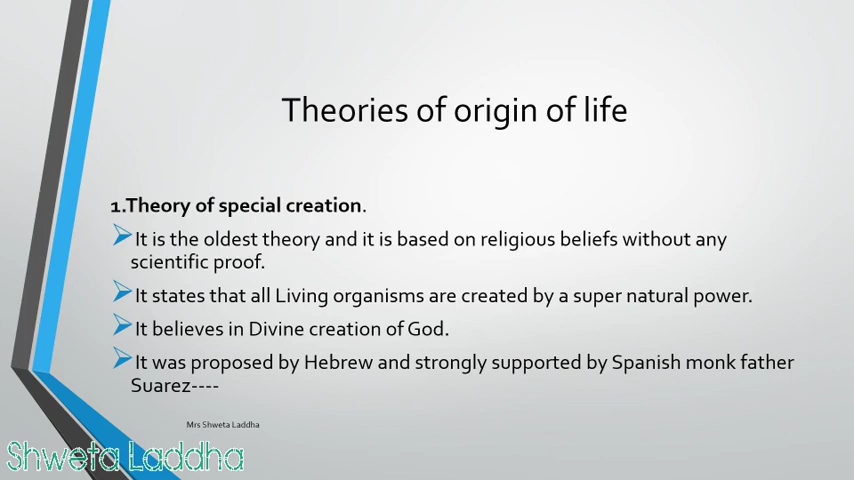 Theories of origin of life
1.Theory of special creation.
It is the oldest theory and it is based on religious beliefs without any
scientific proof.
It states that all Living organisms are created by a super natural power.
It believes in Divine creation of God.
It was proposed by Hebrew and strongly supported by Spanish monk father
Suarez----
Mrs Shweta Laddha
Shweta Laddha